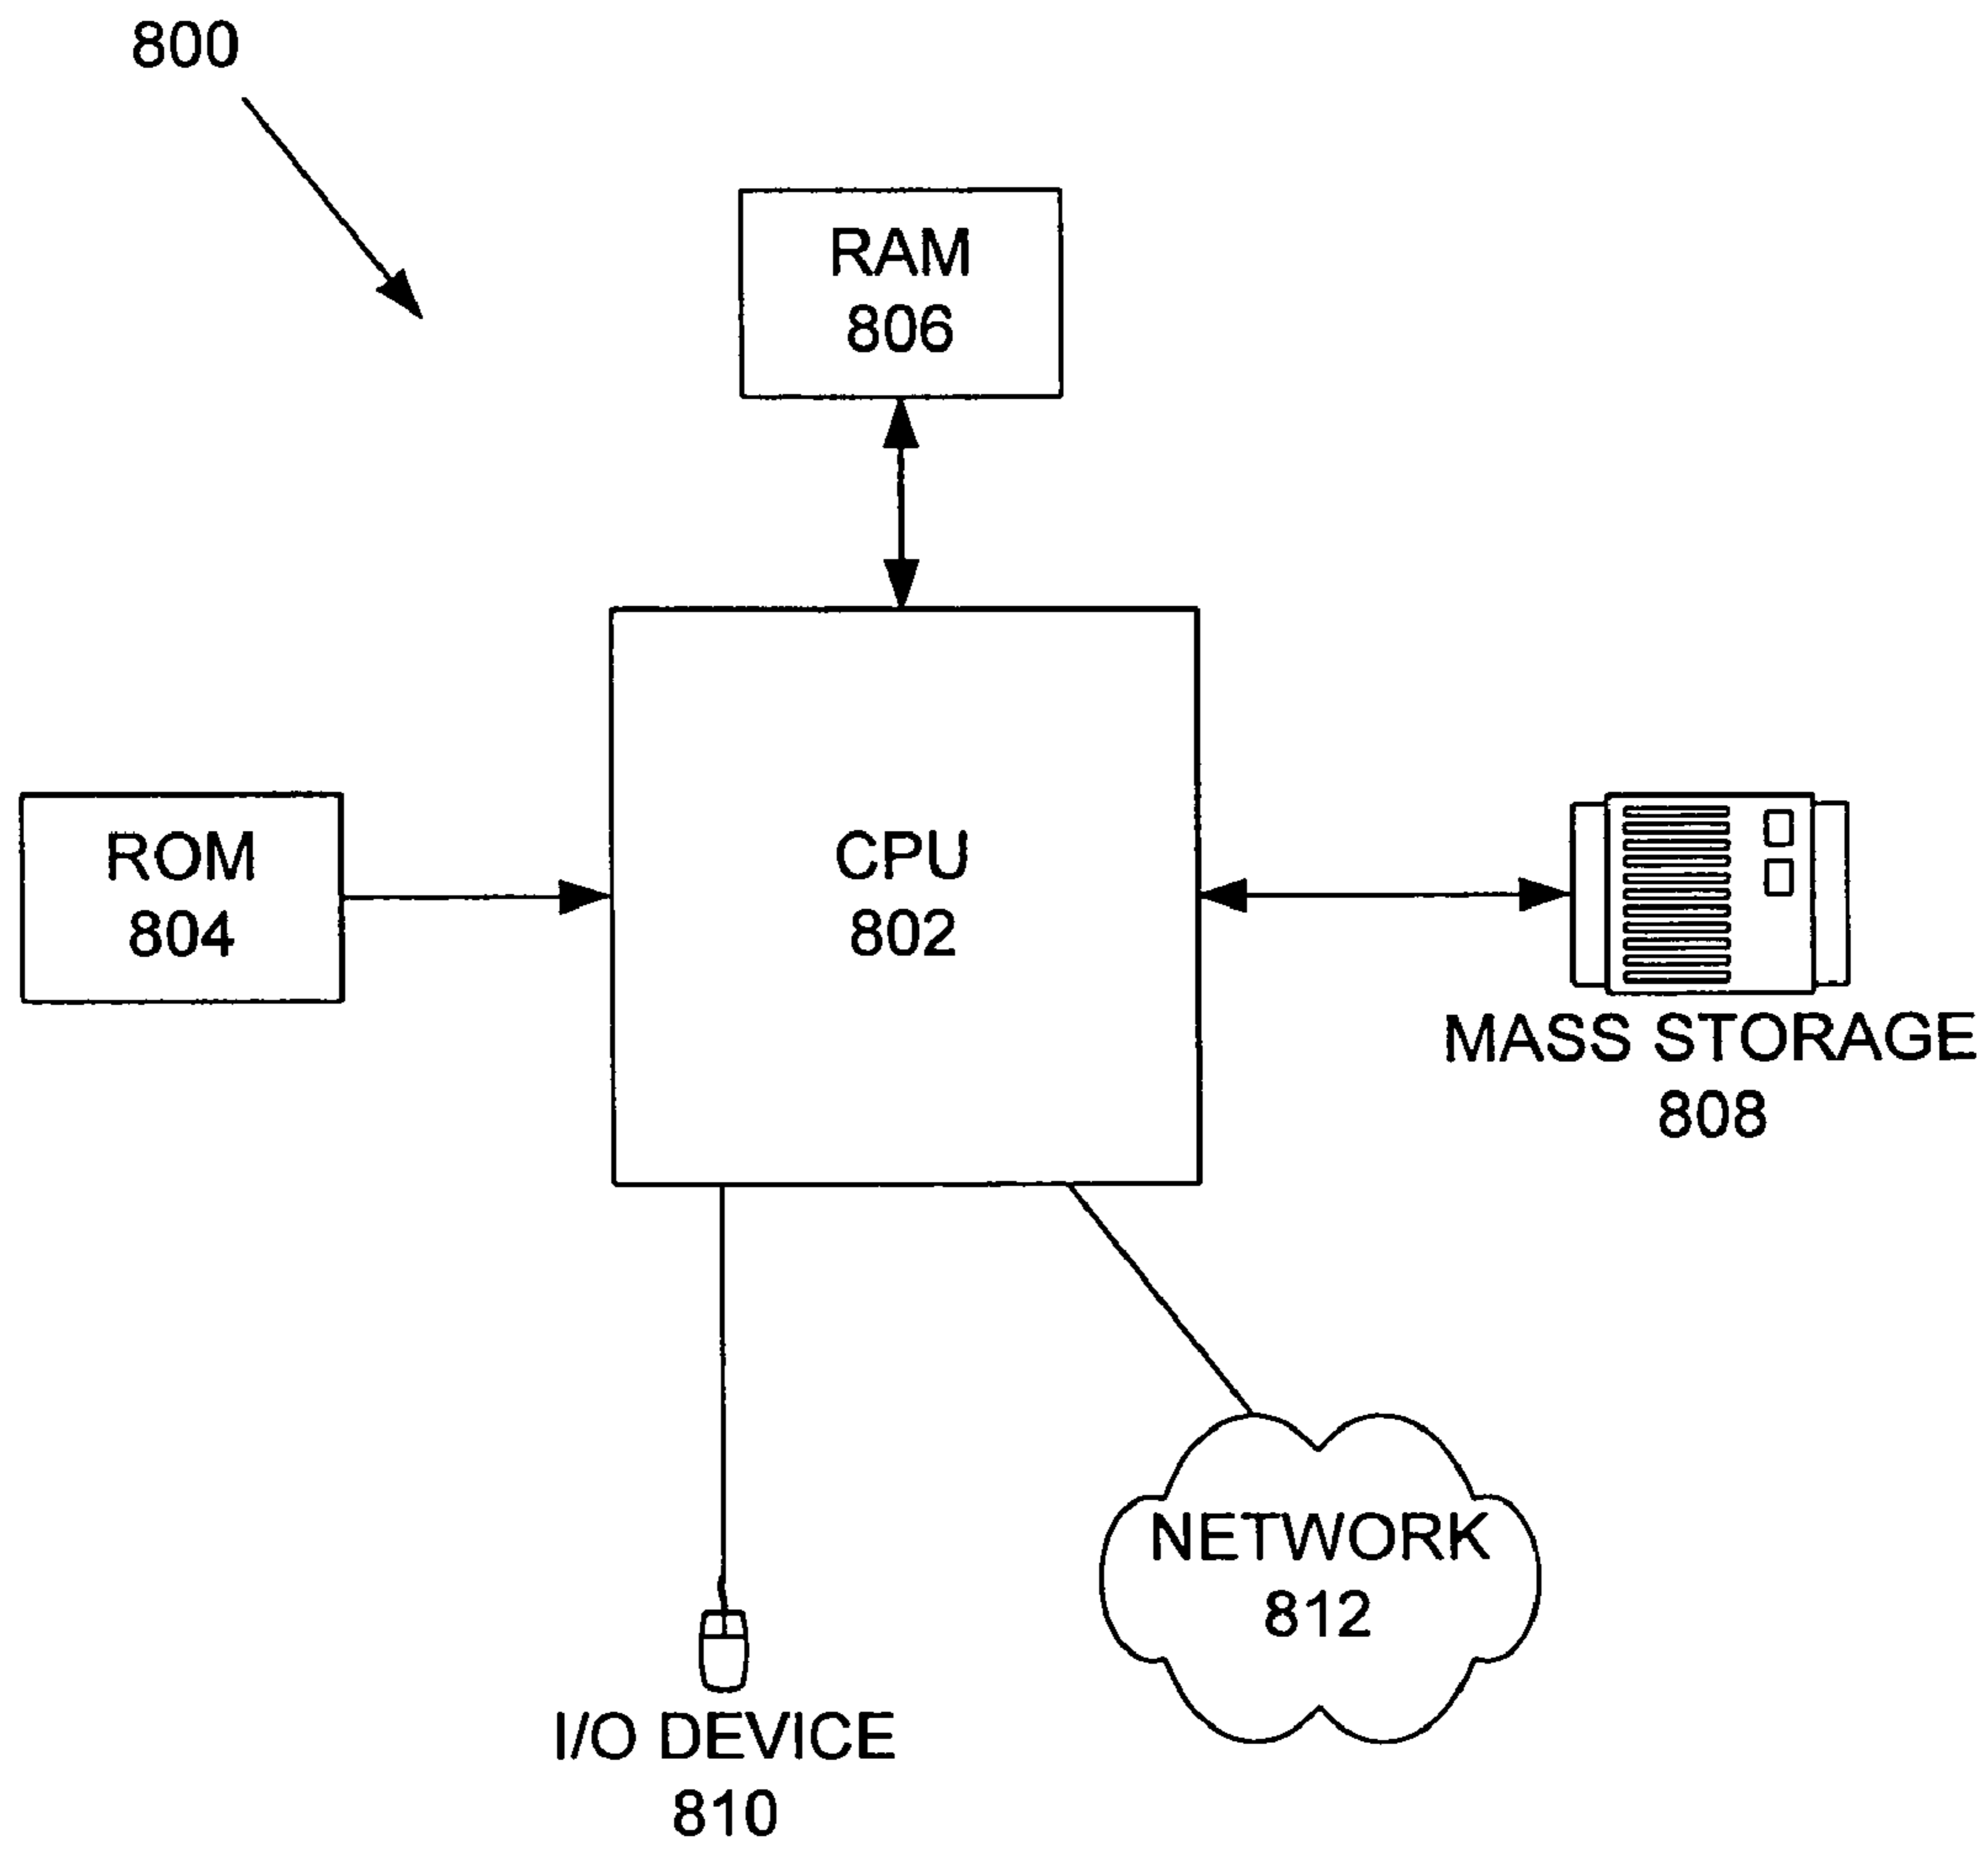 800
RAM
806
ROM
804
CPU
802
MASS STORAGE
808
NETWORK
812
I/O DEVICE
810